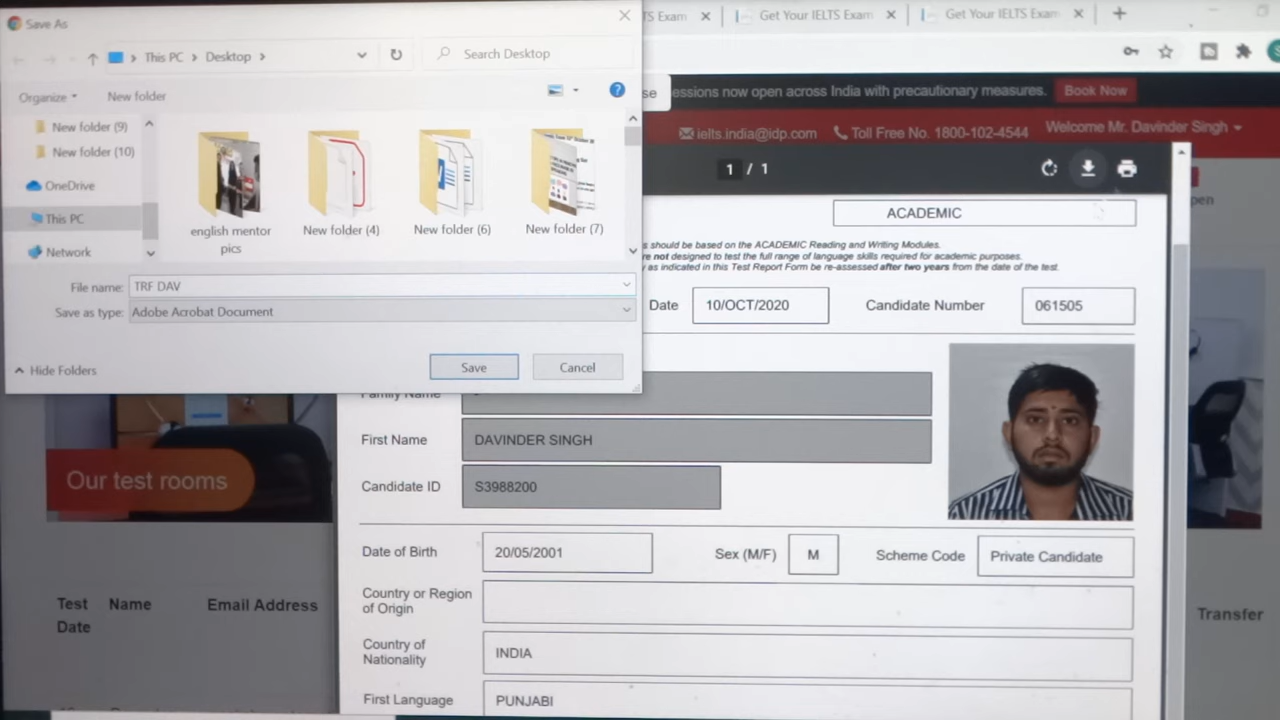 Save As
TS Exam
Get Your IELTS Exam
Get Your IELTS Exam
This PC > Desktop >
Search Desktop
Organize
New folder
New folder (9)
New folder (10)
OneDrive
This PC
Network
english mentor
pics
New folder (4)
New folder (6)
New folder (7)
File name: TRF DAV
Save as type: Adobe Acrobat Document
Hide Folders
Save
Cancel
se
essions now open across India with precautionary measures.
Book Now
ielts.india@idp.com
Toll Free No. 1800-102-4544
Welcome Mr. Davinder Singh
1 / 1
pen
ACADEMIC
s should be based on the ACADEMIC Reading and Writing Modules.
re not designed to test the full range of language skills required for academic purposes.
y as indicated in this Test Report Form be re-assessed after two years from the date of the test.
Date 10/OCT/2020 Candidate Number 061505
Family Name
First Name DAVINDER SINGH
Candidate ID S3988200
Date of Birth 20/05/2001 Sex (M/F) M Scheme Code Private Candidate
Country or Region
of Origin
Country of
Nationality INDIA
First Language PUNJABI
Our test rooms
Test
Date
Name
Email Address
Transfer